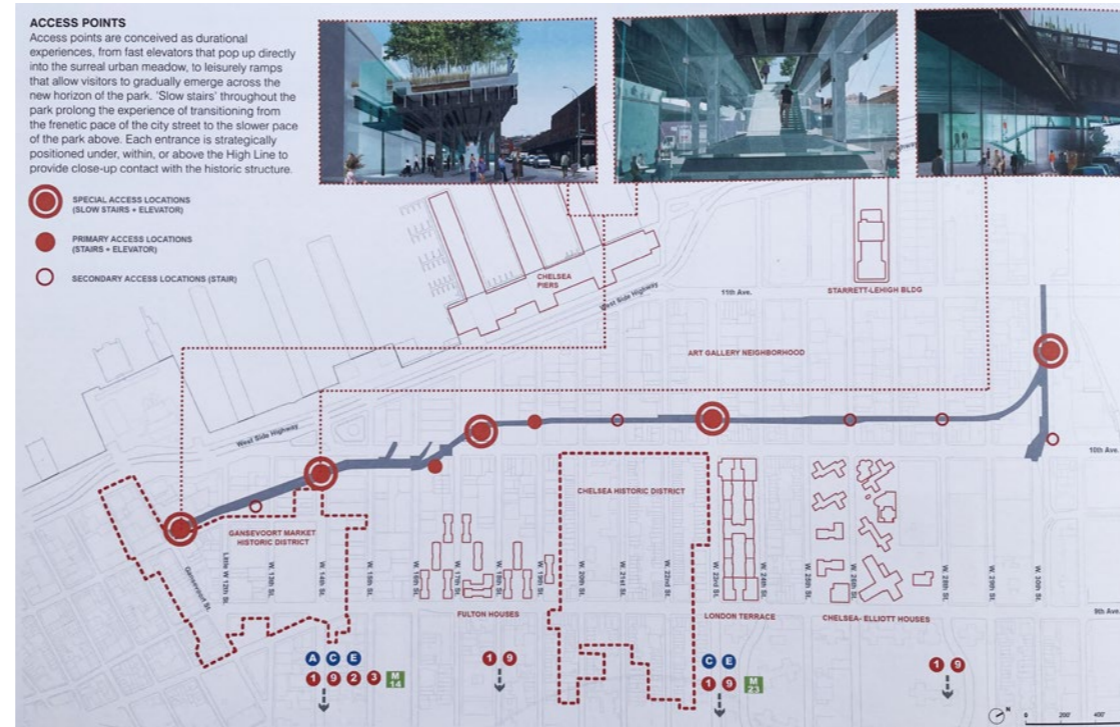 ACCESS POINTS
Access points are conceived as durational
experiences, from fast elevators that pop up directly
into the surreal urban meadow, to leisurely ramps
that allow visitors to gradually emerge across the
new horizon of the park. 'Slow stairs' throughout the
park prolong the experience of transitioning from
the frenetic pace of the city street to the slower pace
of the park above. Each entrance is strategically
positioned under, within, or above the High Line to
provide close-up contact with the historic structure.
SPECIAL ACCESS LOCATIONS
(SLOW STAIRS + ELEVATOR)
PRIMARY ACCESS LOCATIONS
(STAIRS + ELEVATOR)
SECONDARY ACCESS LOCATIONS (STAIR)
CHELSEA
PIERS
West Side Highway
11th Ave.
STARRETT-LEHIGH BLDG
ART GALLERY NEIGHBORHOOD
West Side Highway
10th Ave.
CHELSEA HISTORIC DISTRICT
GANSEVOORT MARKET
HISTORIC DISTRICT
Gansevoort St.
Little W 12th St.
W. 13th St.
W. 14th St.
W. 15th St.
W. 16th St.
W. 17th St.
W. 18th St.
W. 19th St.
W. 20th St.
W. 21st St.
W. 22nd St.
W. 23rd St.
W. 24th St.
W. 25th St.
W. 26th St.
W. 28th St.
W. 29th St.
W. 30th St.
FULTON HOUSES
LONDON TERRACE
CHELSEA- ELLIOTT HOUSES
9th Ave.
A C E
1 9 2 3 M 14
1 9
C E
1 9 M 23
1 9
N
0 200' 400'